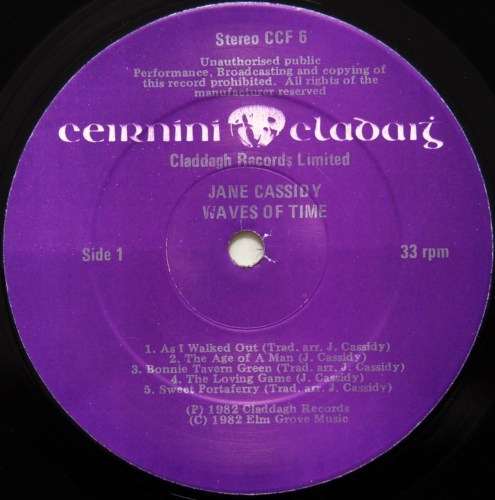 Stereo CCF 6
Unauthorised public
Performance, Broadcasting and copying of
this record prohibited. All rights of the
manufacturer reserved
ceirníní cladaig
Claddagh Records Limited
JANE CASSIDY
WAVES OF TIME
Side 1
33 rpm
1. As I Walked Out (Trad. arr. J. Cassidy)
2. The Age of A Man (J. Cassidy)
3. Bonnie Tavern Green (Trad. arr. J. Cassidy)
4. The Loving Game (J. Cassidy)
5. Sweet Portaferry (Trad. arr. J. Cassidy)
(P) 1982 Claddagh Records
(C) 1982 Elm Grove Music